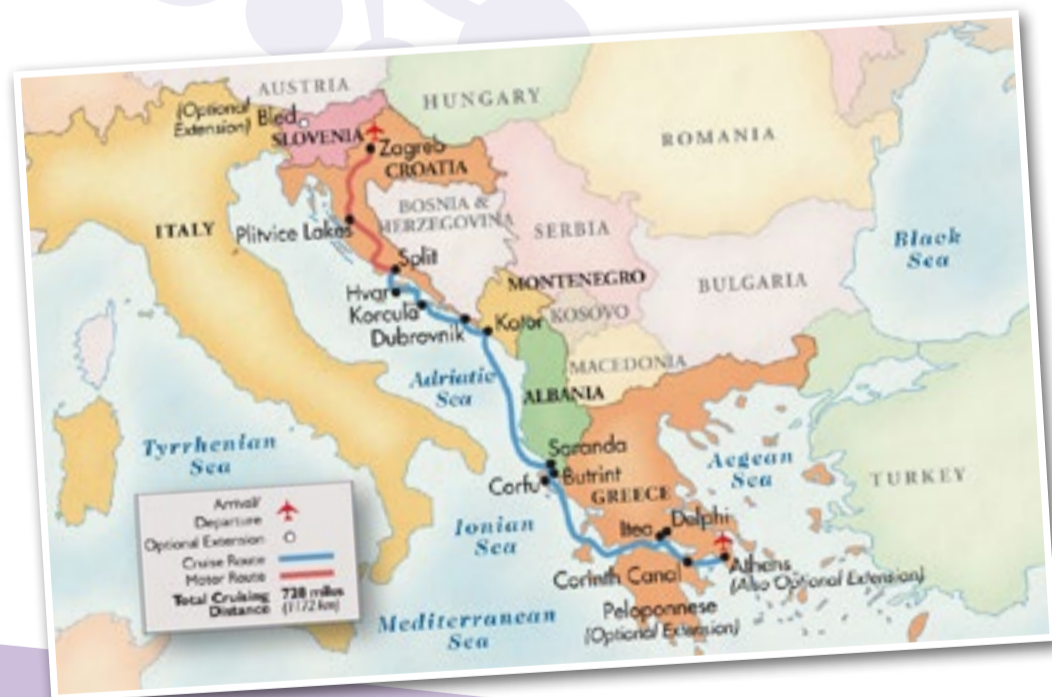 AUSTRIA
HUNGARY
(Optional
Extension) Bled
SLOVENIA
Zagreb
CROATIA
ROMANIA
BOSNIA &
HERZEGOVINA
ITALY
Plitvice Lakes
SERBIA
Black
Sea
Split
MONTENEGRO
BULGARIA
Hvar
Korcula
Dubrovnik
Kotor
KOSOVO
MACEDONIA
Adriatic
Sea
ALBANIA
Tyrrhenian
Sea
Saranda
Butrint
Corfu
GREECE
Aegean
Sea
TURKEY
Ionian
Sea
Itea
Delphi
Corinth Canal
Athens
(Also Optional Extension)
Peloponnese
(Optional Extension)
Mediterranean
Sea
Arrival/
Departure
Optional Extension
Cruise Route
Motor Route
Total Cruising 728 miles
Distance (1172 km)